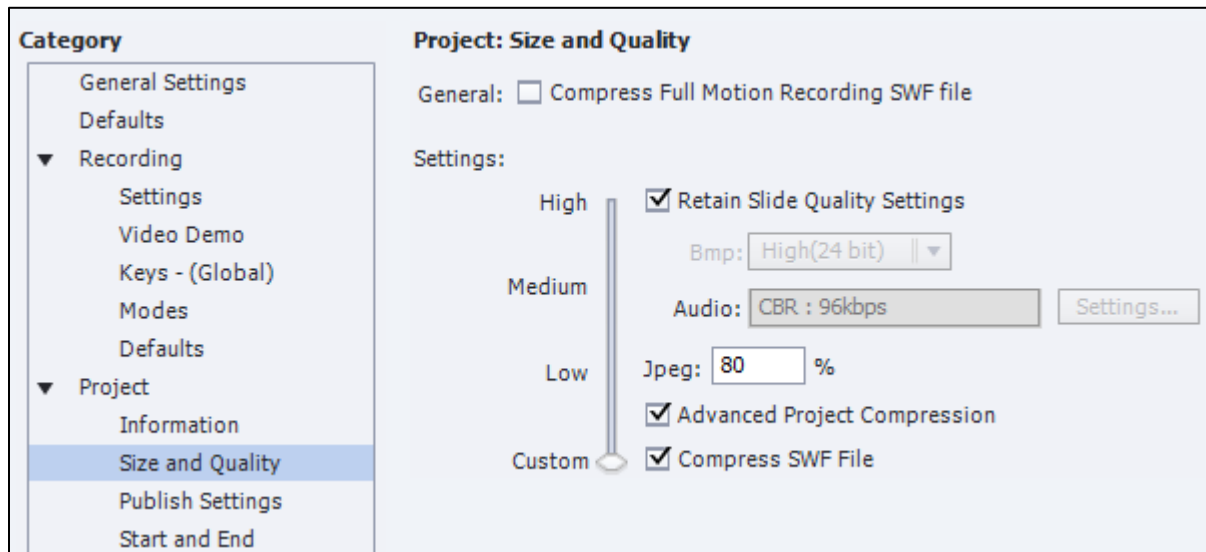 Category
General Settings
Defaults
Recording
Settings
Video Demo
Keys - (Global)
Modes
Defaults
Project
Information
Size and Quality
Publish Settings
Start and End
Project: Size and Quality
General: Compress Full Motion Recording SWF file
Settings:
High
Medium
Low
Custom
Retain Slide Quality Settings
Bmp: High(24 bit)
Audio: CBR : 96kbps Settings...
Jpeg: 80 %
Advanced Project Compression
Compress SWF File